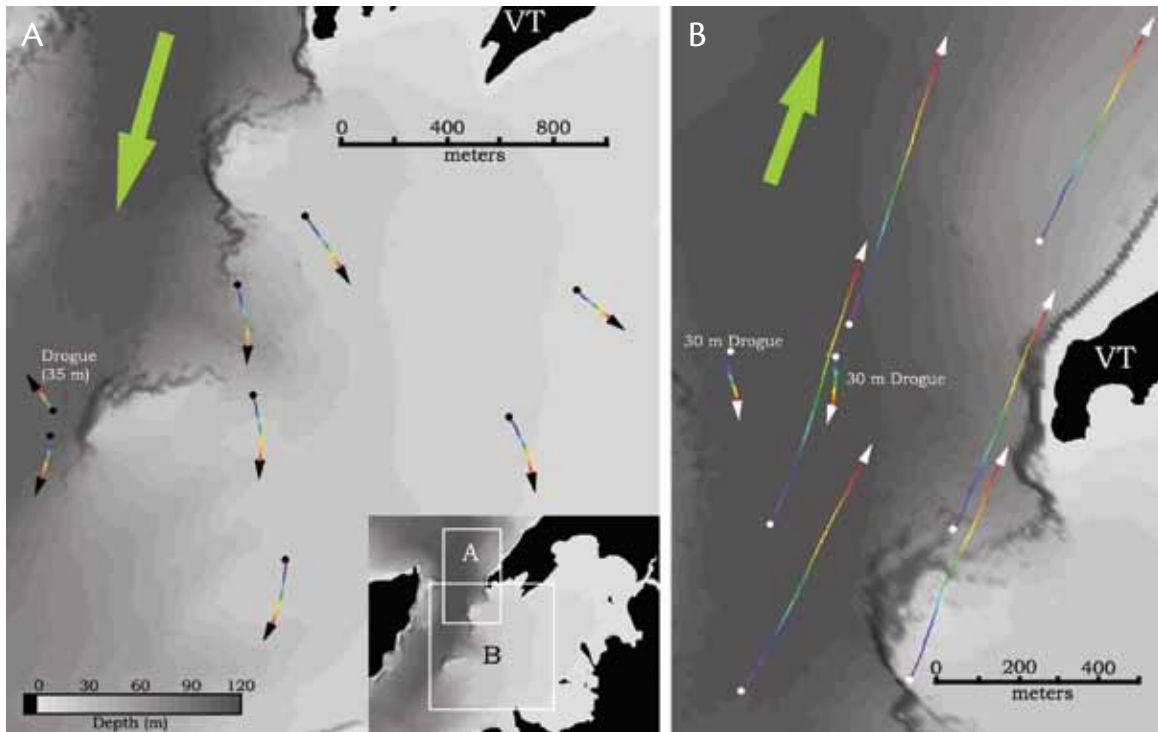 A
VT
0 400 800
meters
Drogue
(35 m)
A
B
0 30 60 90 120
Depth (m)
B
30 m Drogue
30 m Drogue
VT
0 200 400
meters